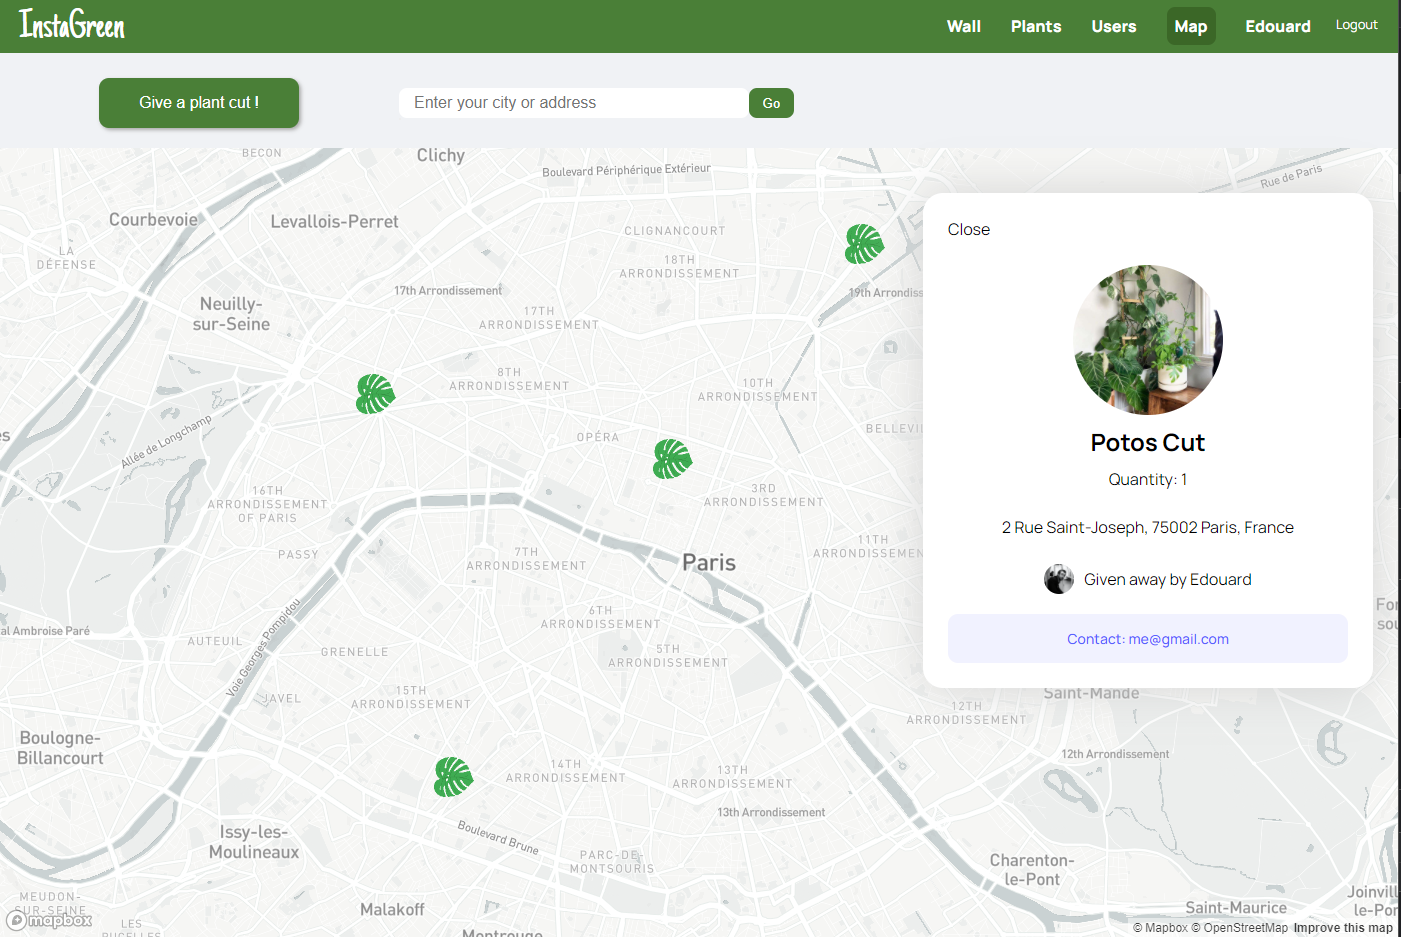 InstaGreen
Wall
Plants
Users
Map
Edouard
Logout
Give a plant cut !
Enter your city or address
Go
BECON
Clichy
Boulevard Périphérique Extérieur
Rue de Paris
Courbevoie
Levallois-Perret
CLIGNANCOURT
LA
DÉFENSE
18TH
ARRONDISSEMENT
17th Arrondissement
19th Arrondiss
Neuilly-
sur-Seine
17TH
ARRONDISSEMENT
8TH
ARRONDISSEMENT
10TH
ARRONDISSEMENT
Allée de Longchamp
OPÉRA
BELLEVI
es
16TH
ARRONDISSEMENT
OF PARIS
3RD
ARRONDISSEMENT
PASSY
7TH
ARRONDISSEMENT
Paris
11TH
ARRONDISSEMEN
6TH
ARRONDISSEMENT
al Ambroise Paré
AUTEUIL
Voie Georges Pompidou
GRENELLE
5TH
ARRONDISSEMENT
JAVEL
15TH
ARRONDISSEMENT
Close
Potos Cut
Quantity: 1
2 Rue Saint-Joseph, 75002 Paris, France
Given away by Edouard
Contact: me@gmail.com
Fon
sou
Saint-Mandé
12TH
ARRONDISSEMENT
Boulogne-
Billancourt
12th Arrondissement
14TH
ARRONDISSEMENT
13TH
ARRONDISSEMENT
13th Arrondissement
Issy-les-
Moulineaux
Boulevard Brune
PARC-DE-
MONTSOURIS
Charenton-
le-Pont
MEUDON-
SUR-SEINE
Malakoff
Saint-Maurice
Joinvill
le-Pon
mapbox
LES
Montrouge
© Mapbox © OpenStreetMap Improve this map